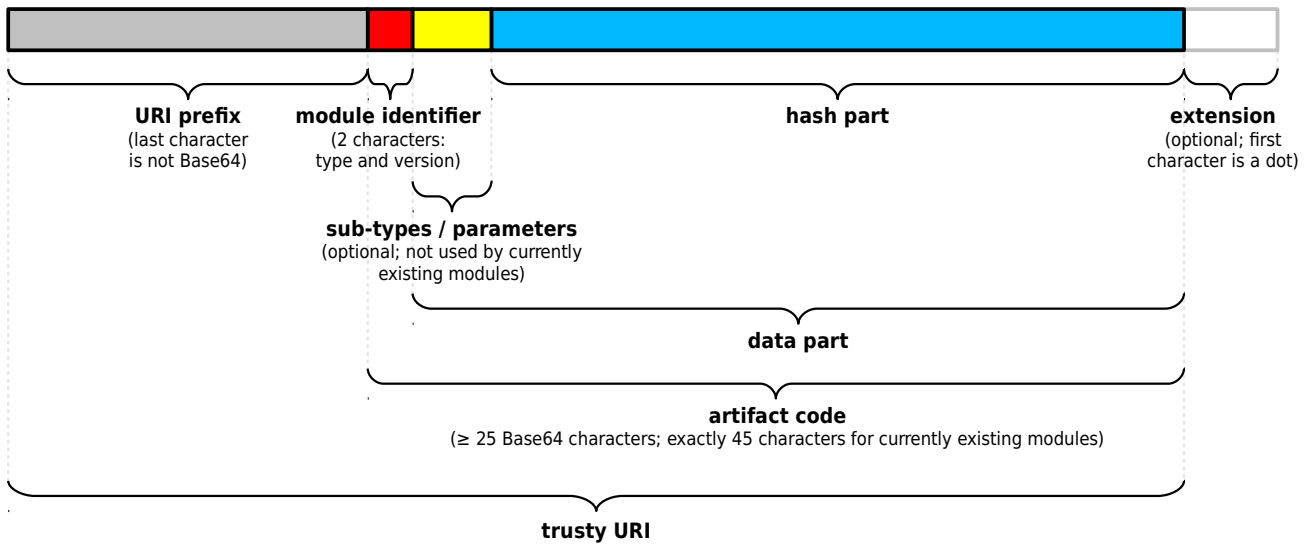 URI prefix
(last character
is not Base64)
module identifier
(2 characters:
type and version)
hash part
extension
(optional; first
character is a dot)
sub-types / parameters
(optional; not used by currently
existing modules)
data part
artifact code
(≥ 25 Base64 characters; exactly 45 characters for currently existing modules)
trusty URI